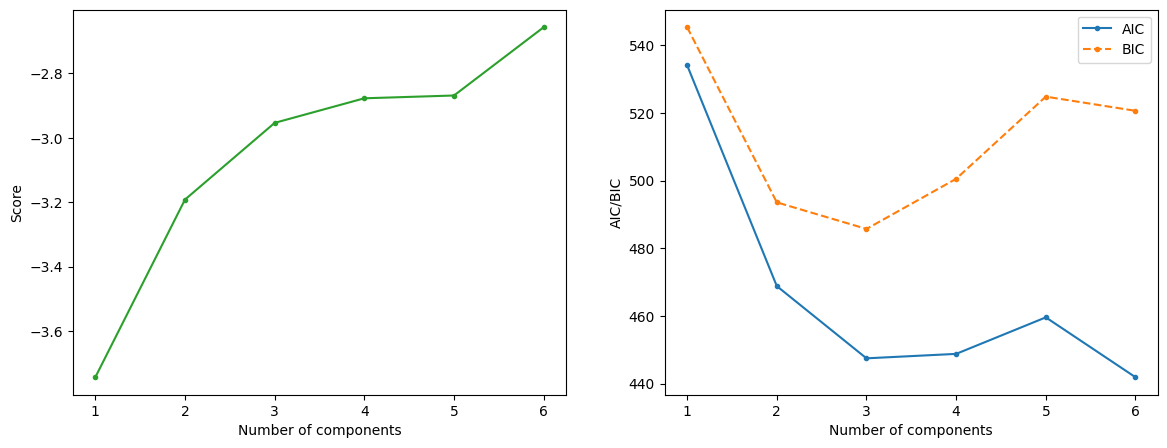 −2.8
−3.0
−3.2
−3.4
−3.6
Score
1 2 3 4 5 6
Number of components
540
520
500
480
460
440
AIC/BIC
1 2 3 4 5 6
Number of components
AIC
BIC